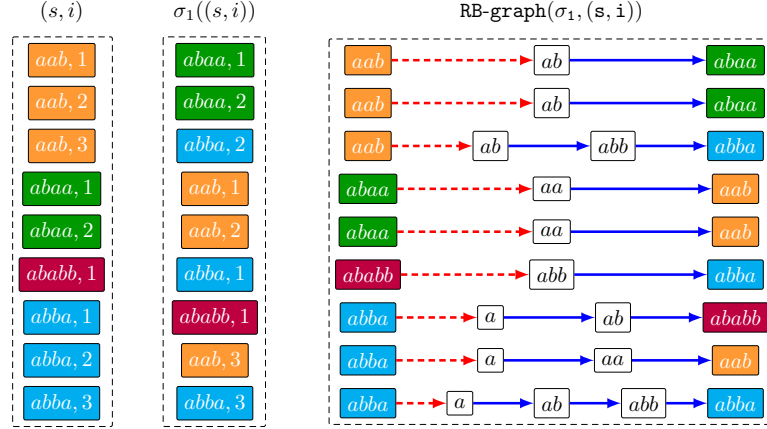 (s, i) σ₁((s, i)) RB-graph(σ₁, (s, i))
aab, 1 abaa, 1 aab ab abaa
aab, 2 abaa, 2 aab ab abaa
aab, 3 abba, 2 aab ab abb abba
abaa, 1 aab, 1 abaa aa aab
abaa, 2 aab, 2 abaa aa aab
ababb, 1 abba, 1 ababb abb abba
abba, 1 ababb, 1 abba a ab ababb
abba, 2 aab, 3 abba a aa aab
abba, 3 abba, 3 abba a ab abb abba